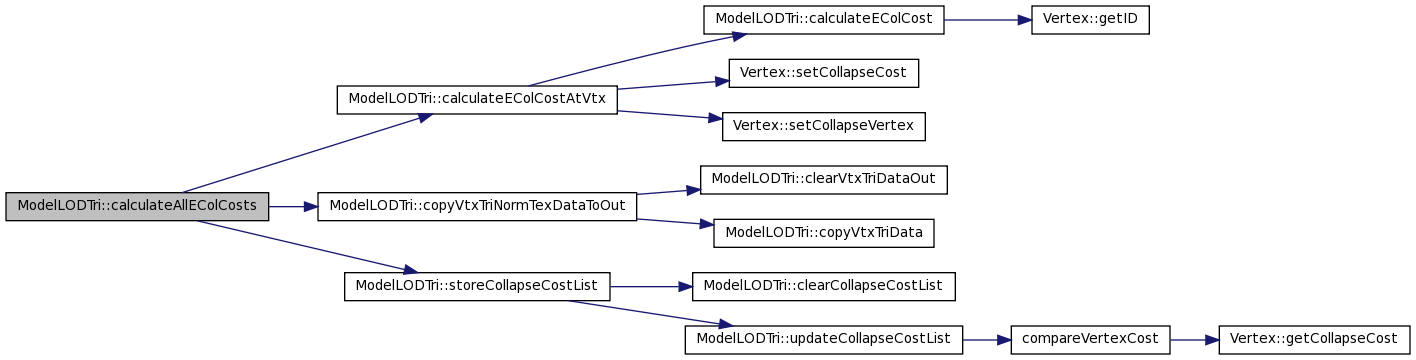 ModelLODTri::calculateEColCost
Vertex::getID
Vertex::setCollapseCost
ModelLODTri::calculateEColCostAtVtx
Vertex::setCollapseVertex
ModelLODTri::clearVtxTriDataOut
ModelLODTri::calculateAllEColCosts
ModelLODTri::copyVtxTriNormTexDataToOut
ModelLODTri::copyVtxTriData
ModelLODTri::storeCollapseCostList
ModelLODTri::clearCollapseCostList
ModelLODTri::updateCollapseCostList
compareVertexCost
Vertex::getCollapseCost